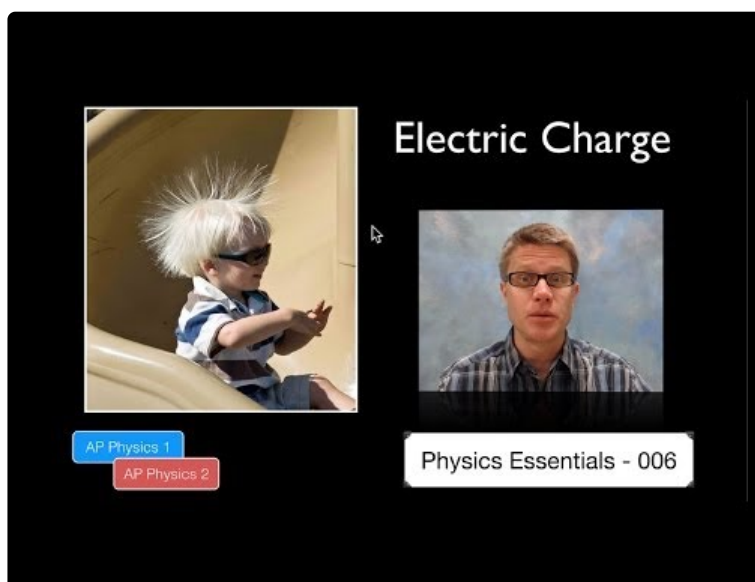 Electric Charge
AP Physics 1
AP Physics 2
Physics Essentials - 006